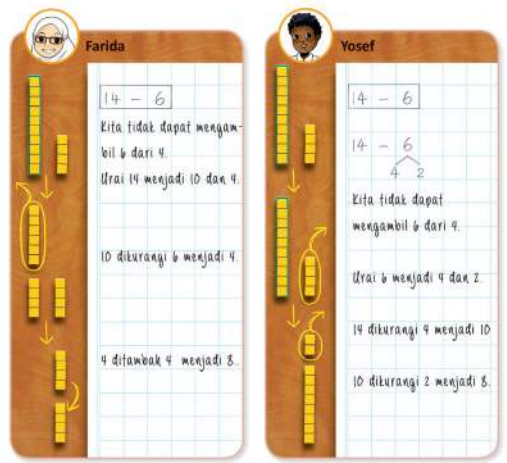 Farida
14 - 6
Kita tidak dapat mengam-
bil 6 dari 4.
Urai 14 menjadi 10 dan 4.
10 dikurangi 6 menjadi 4.
4 ditambah 4 menjadi 8..
Yosef
14 - 6
14 - 6
4 2
Kita tidak dapat
mengambil 6 dari 4.
Urai 6 menjadi 4 dan 2.
14 dikurangi 4 menjadi 10
10 dikurangi 2 menjadi 8.